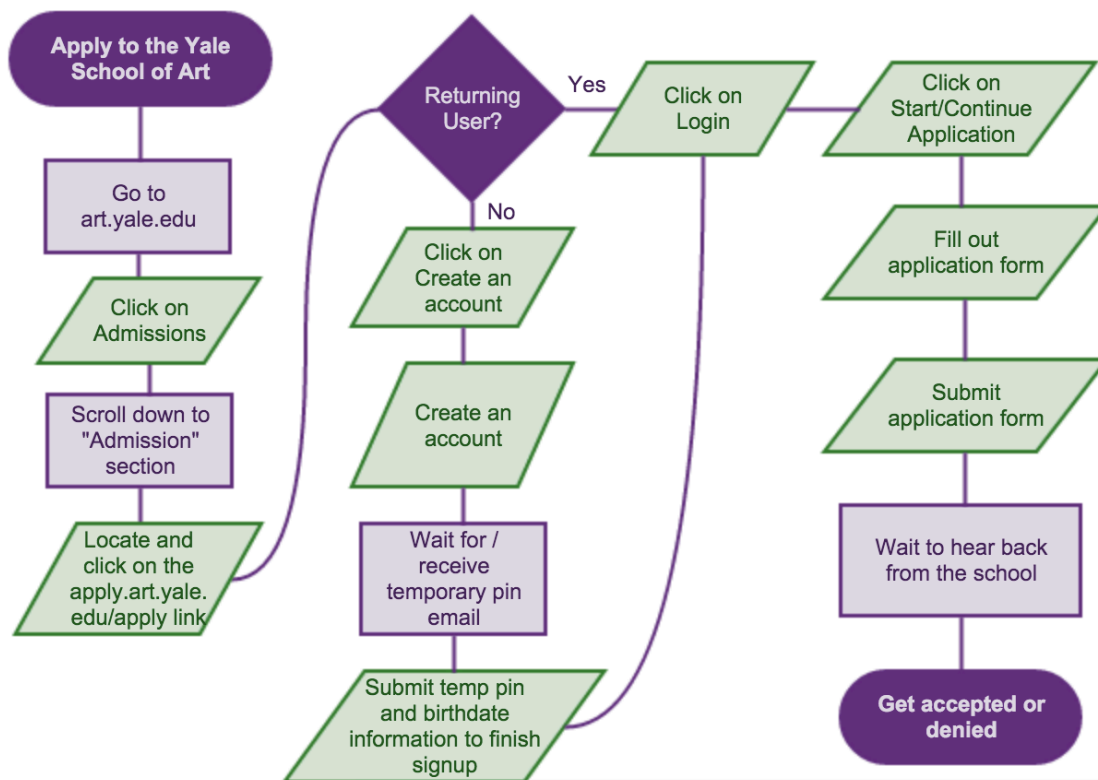 Apply to the Yale
School of Art
Go to
art.yale.edu
Click on
Admissions
Scroll down to
"Admission"
section
Locate and
click on the
apply.art.yale.
edu/apply link
Returning
User?
Yes
No
Click on
Create an
account
Create an
account
Wait for /
receive
temporary pin
email
Submit temp pin
and birthdate
information to finish
signup
Click on
Login
Click on
Start/Continue
Application
Fill out
application form
Submit
application form
Wait to hear back
from the school
Get accepted or
denied